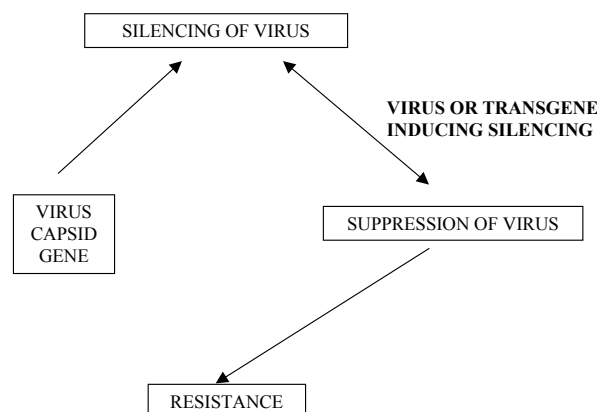 SILENCING OF VIRUS
VIRUS OR TRANSGENE
INDUCING SILENCING
VIRUS
CAPSID
GENE
SUPPRESSION OF VIRUS
RESISTANCE